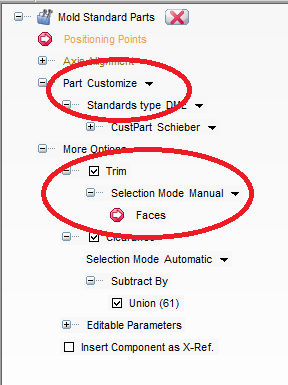 Mold Standard Parts
Positioning Points
Axis Alignment
Part Customize
Standards type DME
CustPart Schieber
More Options
Trim
Selection Mode Manual
Faces
Clearance
Selection Mode Automatic
Subtract By
Union (61)
Editable Parameters
Insert Component as X-Ref.